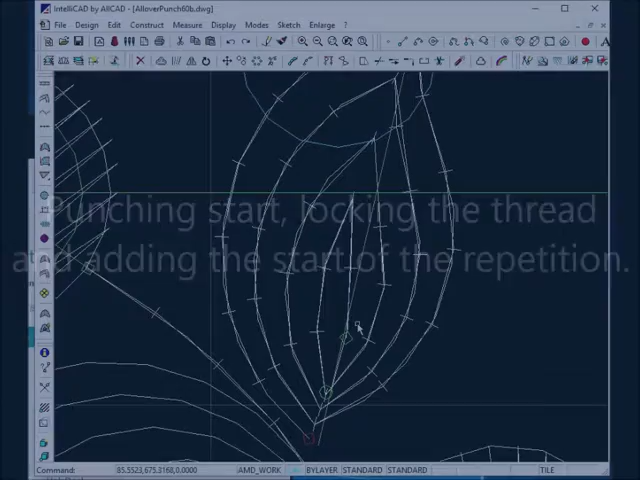 IntelliCAD by AllCAD - [AlloverPunch60b.dwg]
File Design Edit Construct Measure Display Modes Sketch Enlarge ?
Punching start, locking the thread
and adding the start of the repetition.
Command: 85.5523,675.3168,0.0000 AMD_WORK BYLAYER STANDARD STANDARD TILE